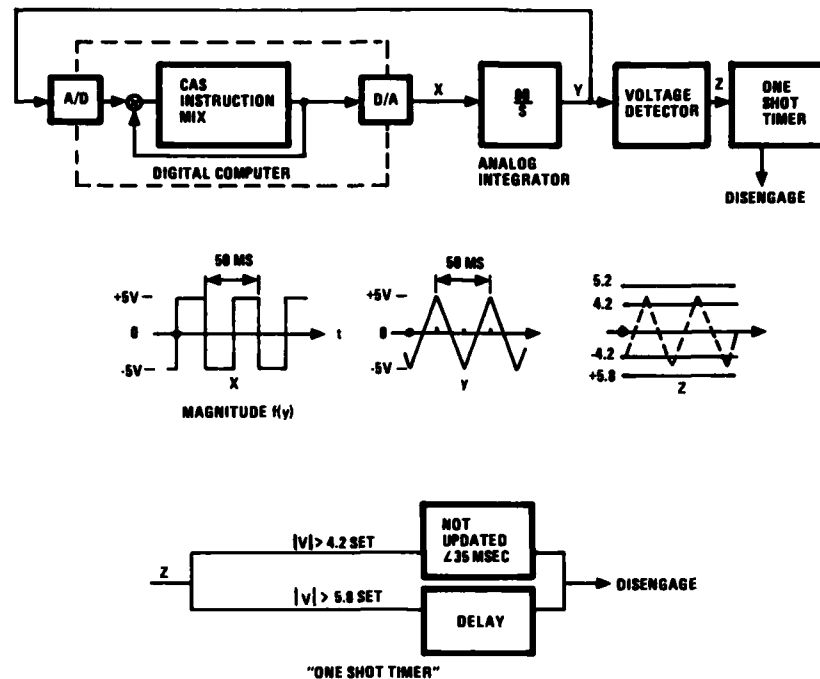 A/D
CAS
INSTRUCTION
MIX
D/A
X
S
Y
VOLTAGE
DETECTOR
Z
ONE
SHOT
TIMER
DIGITAL COMPUTER
ANALOG
INTEGRATOR
DISENGAGE
50 MS
+5V
0
-5V
t
X
MAGNITUDE f(y)
50 MS
+5V
0
-5V
Y
5.2
4.2
-4.2
+5.8
Z
Z
|V| > 4.2 SET
|V| > 5.8 SET
NOT
UPDATED
∠35 MSEC
DELAY
DISENGAGE
"ONE SHOT TIMER"